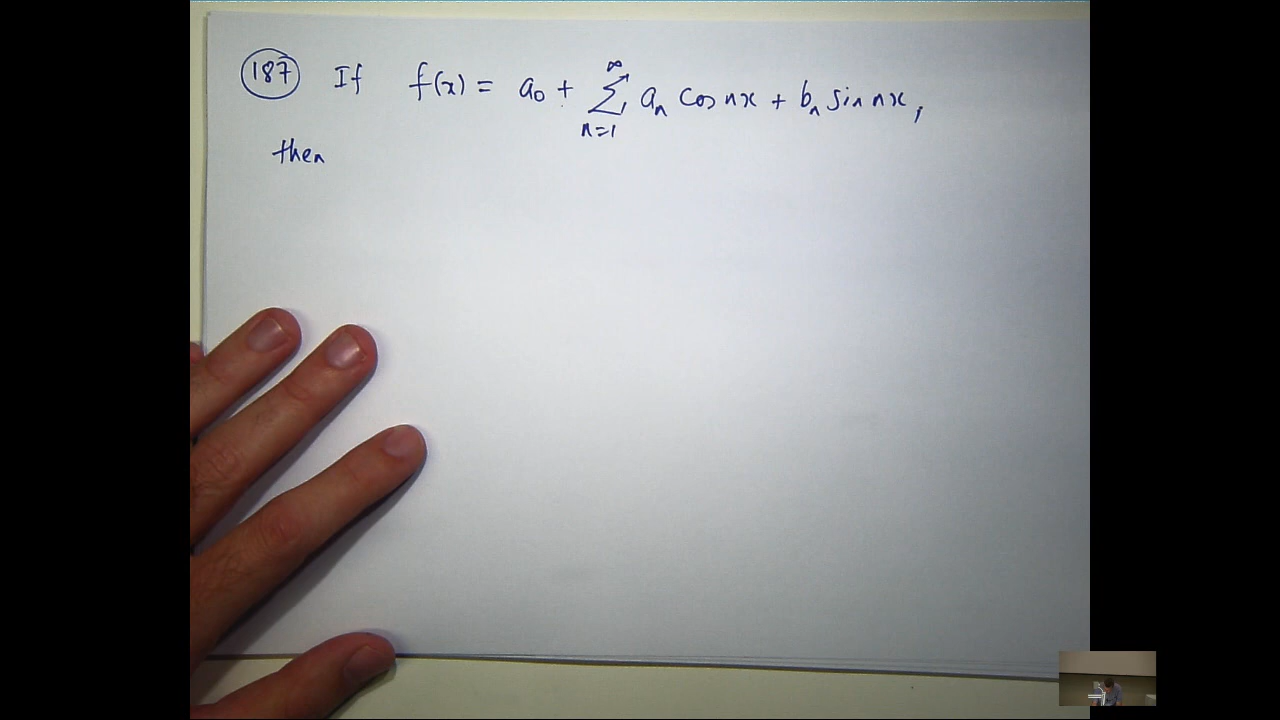 (187) If f(x) = a₀ + ∞ Σ n=1 aₙ cos nx + bₙ sin nx,
then